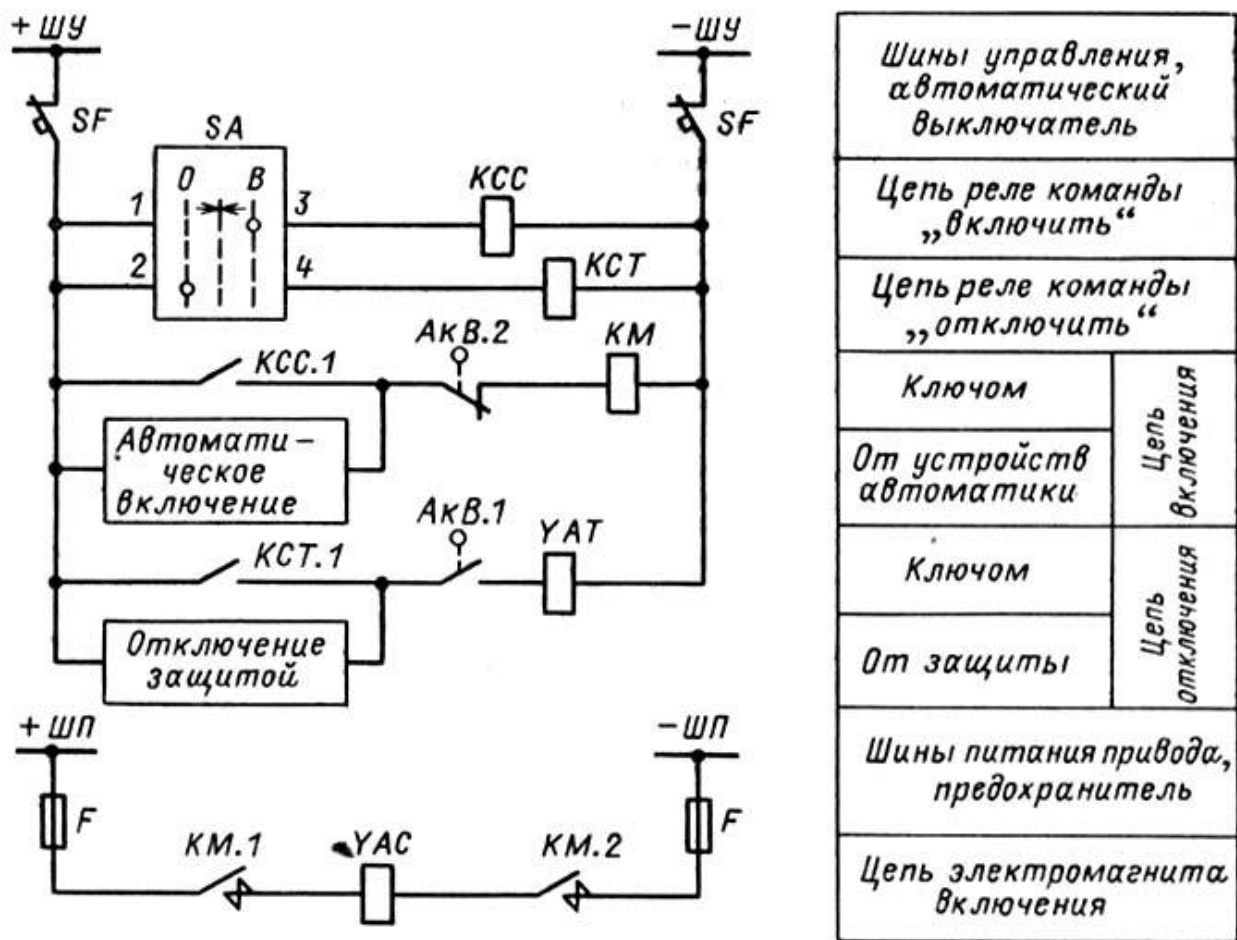 + ШУ
- ШУ
SF
SF
SA
О
В
1
3
КСС
2
4
КСТ
КСС.1
АкВ.2
КМ
Автомати-
ческое
включение
КСТ.1
АкВ.1
YAT
Отключение
защитой
+ ШП
- ШП
F
F
КМ.1
YAC
КМ.2
Шины управления,
автоматический
выключатель
Цепь реле команды
„включить“
Цепь реле команды
„отключить“
Ключом
От устройств
автоматики
Цепь
включения
Ключом
От защиты
Цепь
отключения
Шины питания привода,
предохранитель
Цепь электромагнита
включения